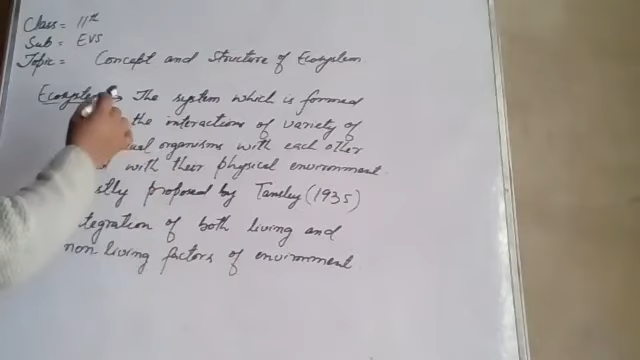 Class = 11th
Sub = EVS
Topic = Concept and Structure of Ecosystem
The system which is formed
the interactions of variety of
organisms with each other
with their physical environment.
proposed by Tansley (1935)
of both living and
non living factors of envirnment